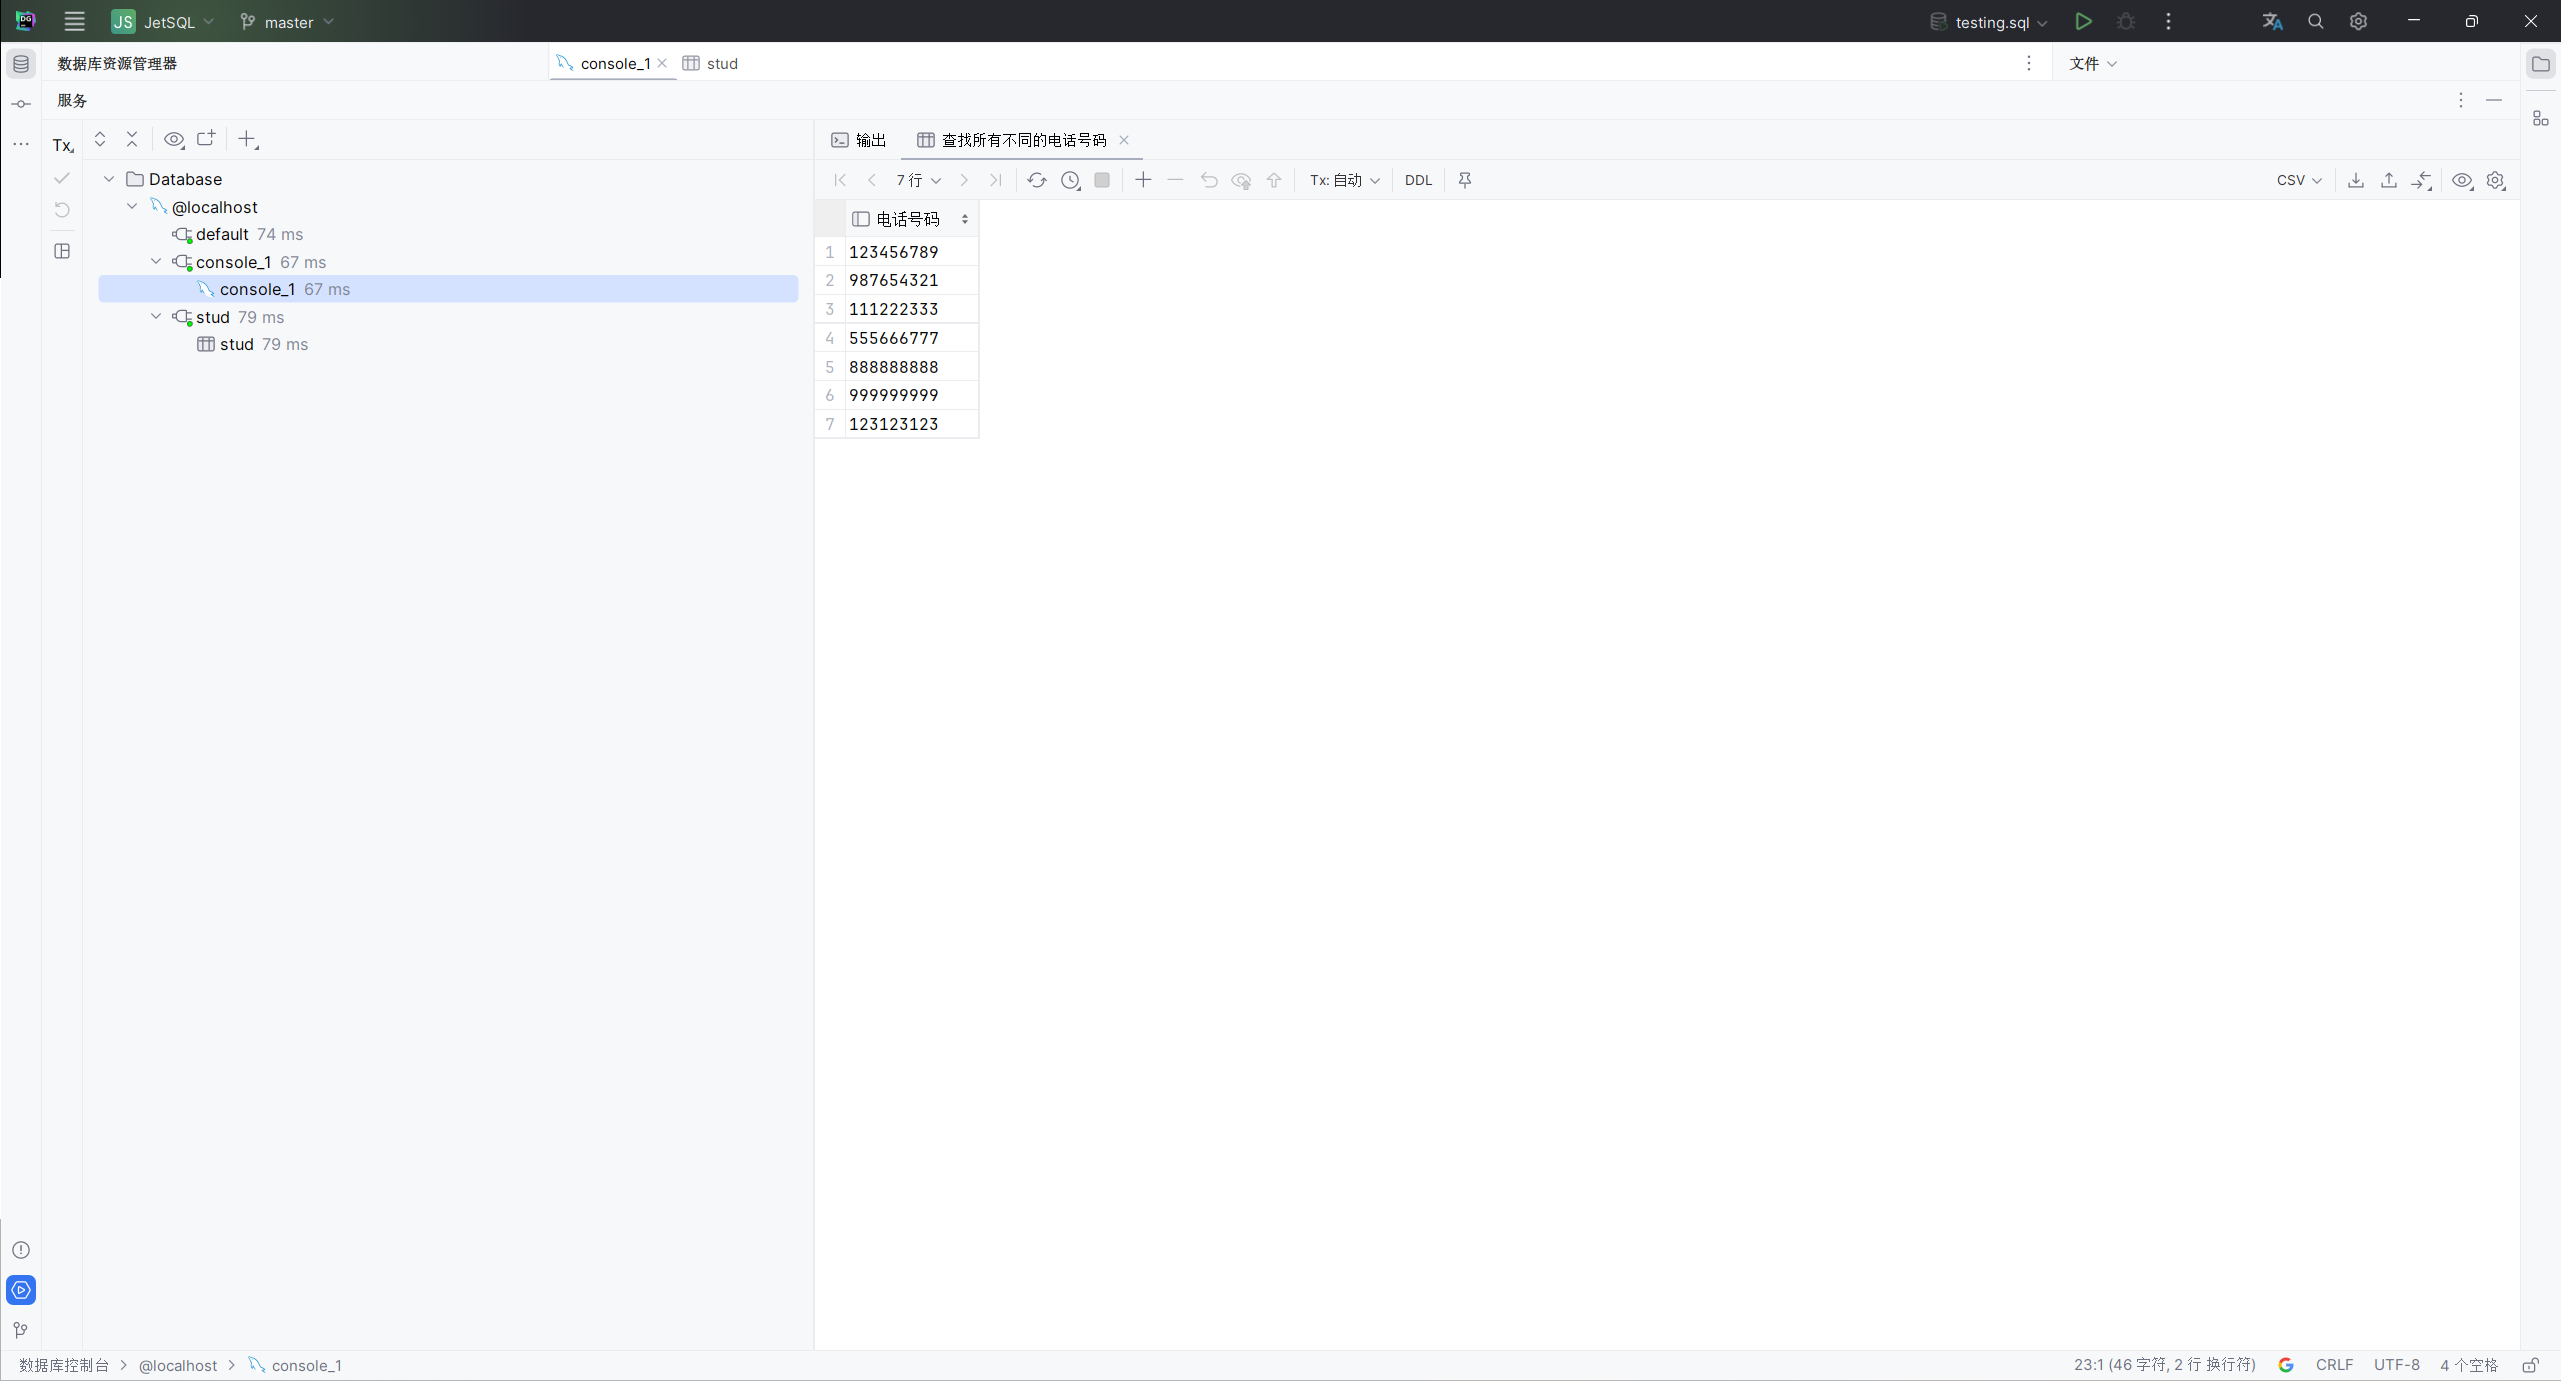 JS JetSQL master testing.sql
数据库资源管理器 console_1 stud 文件
服务
Tx 输出 查找所有不同的电话号码
7 行 Tx: 自动 DDL CSV
Database
@localhost
default 74 ms
console_1 67 ms
console_1 67 ms
stud 79 ms
stud 79 ms
电话号码
1 123456789
2 987654321
3 111222333
4 555666777
5 888888888
6 999999999
7 123123123
数据库控制台 @localhost console_1 23:1 (46 字符, 2 行 换行符) CRLF UTF-8 4 个空格